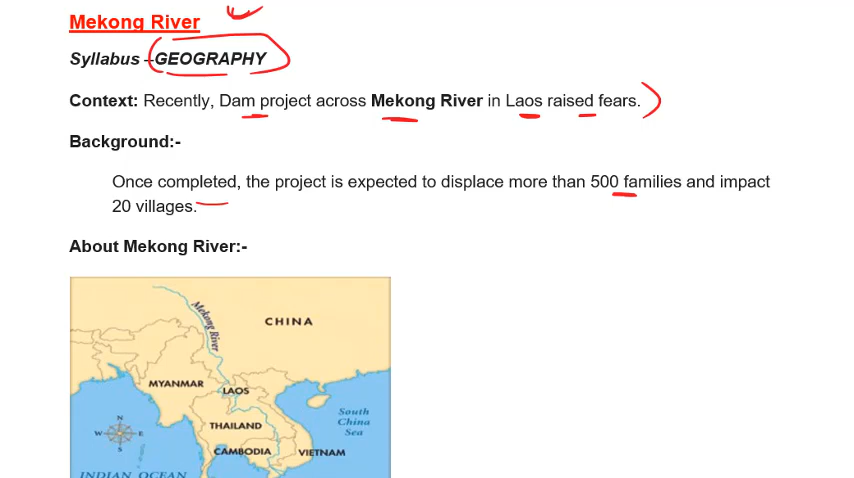 Mekong River
Syllabus –GEOGRAPHY
Context: Recently, Dam project across Mekong River in Laos raised fears.
Background:-
Once completed, the project is expected to displace more than 500 families and impact
20 villages.
About Mekong River:-
Mekong River
CHINA
MYANMAR
LAOS
South
China
Sea
N
W
E
S
THAILAND
CAMBODIA
VIETNAM
INDIAN OCEAN